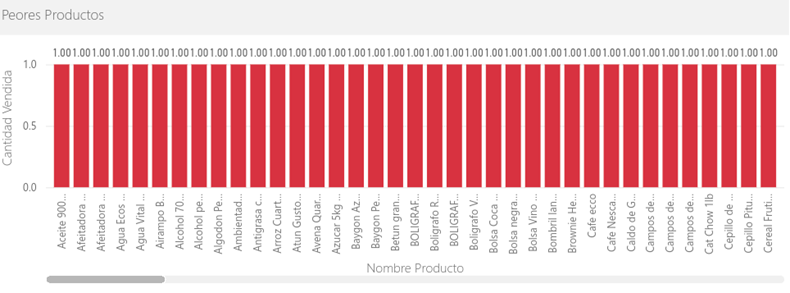 Peores Productos
1.00 1.00 1.00 1.00 1.00 1.00 1.00 1.00 1.00 1.00 1.00 1.00 1.00 1.00 1.00 1.00 1.00 1.00 1.00 1.00 1.00 1.00 1.00 1.00 1.00 1.00 1.00 1.00 1.00 1.00 1.00 1.00 1.00 1.00 1.00 1.00 1.00
Cantidad Vendida
1.0
0.5
0.0
Aceite 900...
Afeitadora ...
Afeitadora ...
Agua Ecos ...
Agua Vital ...
Airampo B...
Alcohol 70...
Alcohol pe...
Algodon Pe...
Ambientad...
Antigrasa c...
Arroz Cuart...
Atun Gusto...
Avena Quar...
Azucar 5kg ...
Baygon Az...
Baygon Pe...
Betun gran...
BOLIGRAF...
Boligrafo R...
BOLIGRAF...
Boligrafo V...
Bolsa Coca ...
Bolsa negra...
Bolsa Vino ...
Bombril lan...
Brownie He...
Cafe ecco
Cafe Nesca...
Caldo de G...
Campos de...
Campos de...
Campos de...
Cat Chow 1lb
Cepillo de ...
Cepillo Pitu...
Cereal Fruti...
Nombre Producto